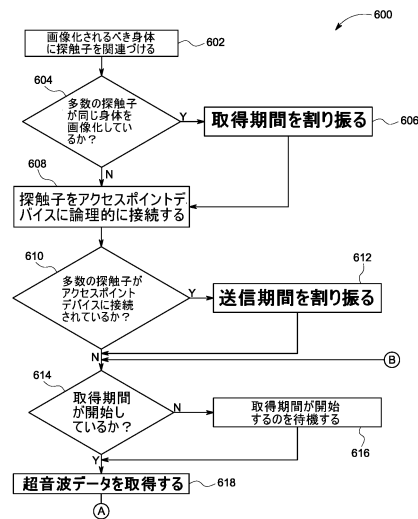 600
画像化されるべき身体
に探触子を関連づける
602
604
多数の探触子
が同じ身体を
画像化してい
るか？
Y
取得期間を割り振る
606
N
608
探触子をアクセスポイントデ
バイスに論理的に接続する
610
多数の探触子が
アクセスポイント
デバイスに接続
されているか？
Y
612
送信期間を割り振る
N
B
614
取得期間
が開始し
ているか？
N
取得期間が開始
するのを待機する
616
Y
超音波データを取得する
618
A